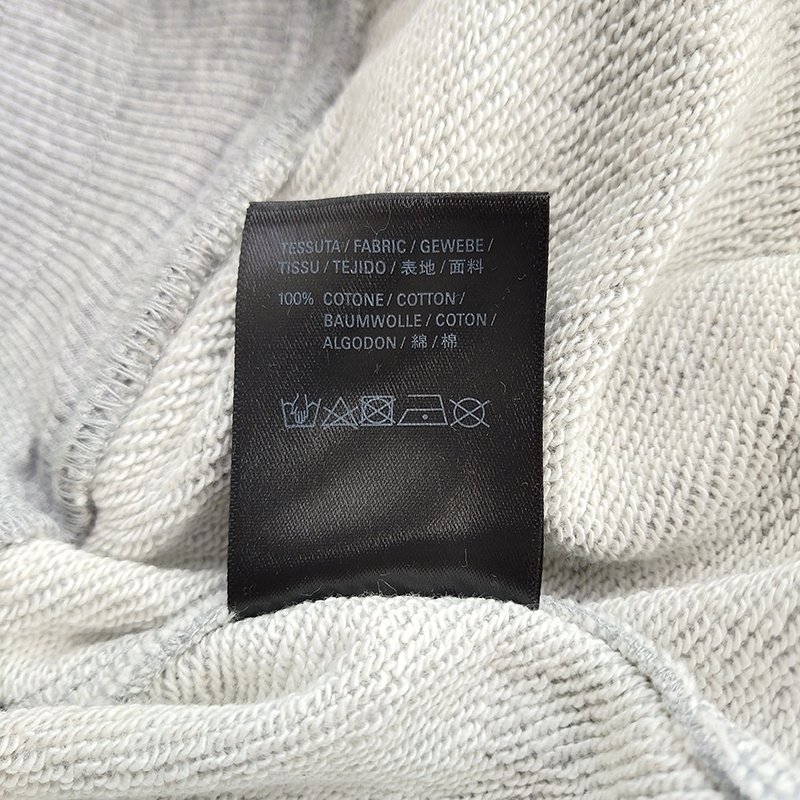 TESSUTA / FABRIC / GEWEBE /
TISSU / TEJIDO / 表地 / 面料
100% COTONE / COTTON /
BAUMWOLLE / COTON /
ALGODON / 綿 / 棉